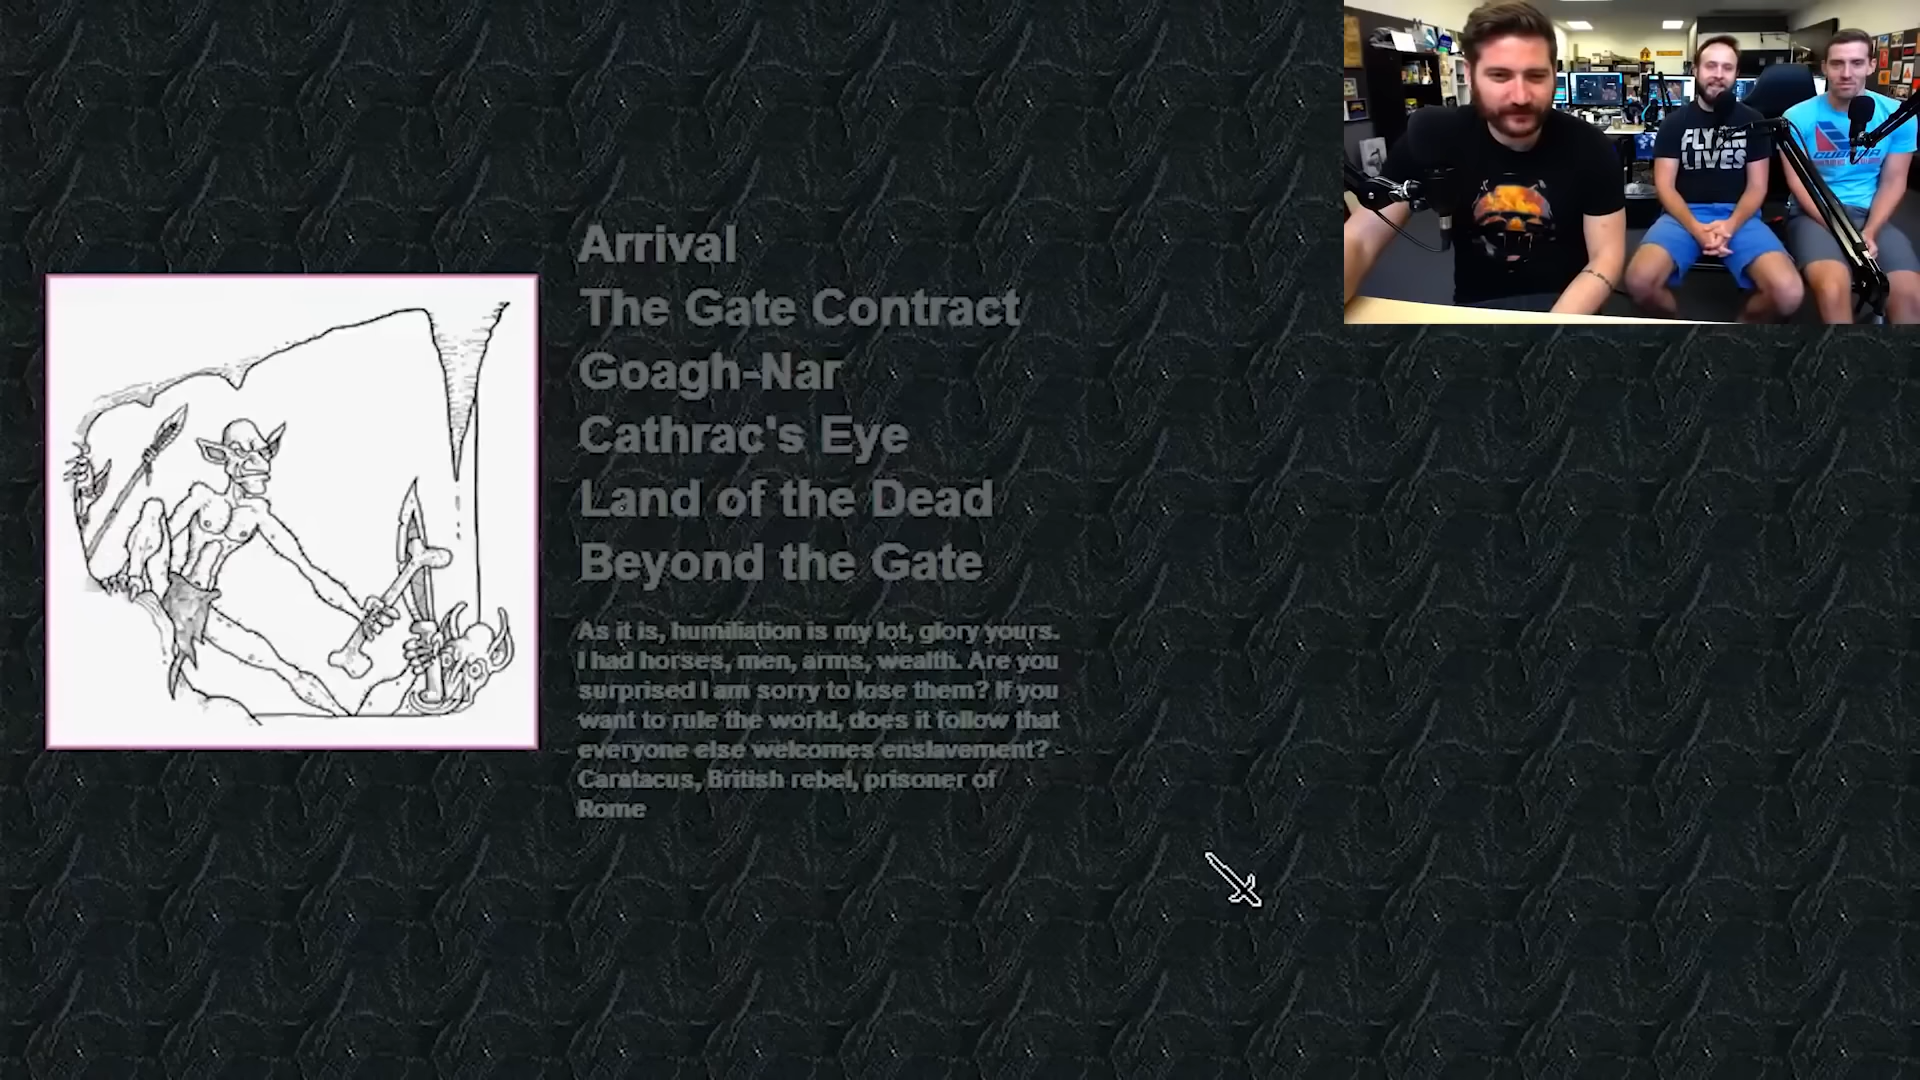 Arrival
The Gate Contract
Goagh-Nar
Cathrac's Eye
Land of the Dead
Beyond the Gate
As it is, humiliation is my lot, glory yours.
I had horses, men, arms, wealth. Are you
surprised I am sorry to lose them? If you
want to rule the world, does it follow that
everyone else welcomes enslavement? -
Caratacus, British rebel, prisoner of
Rome
LIVES